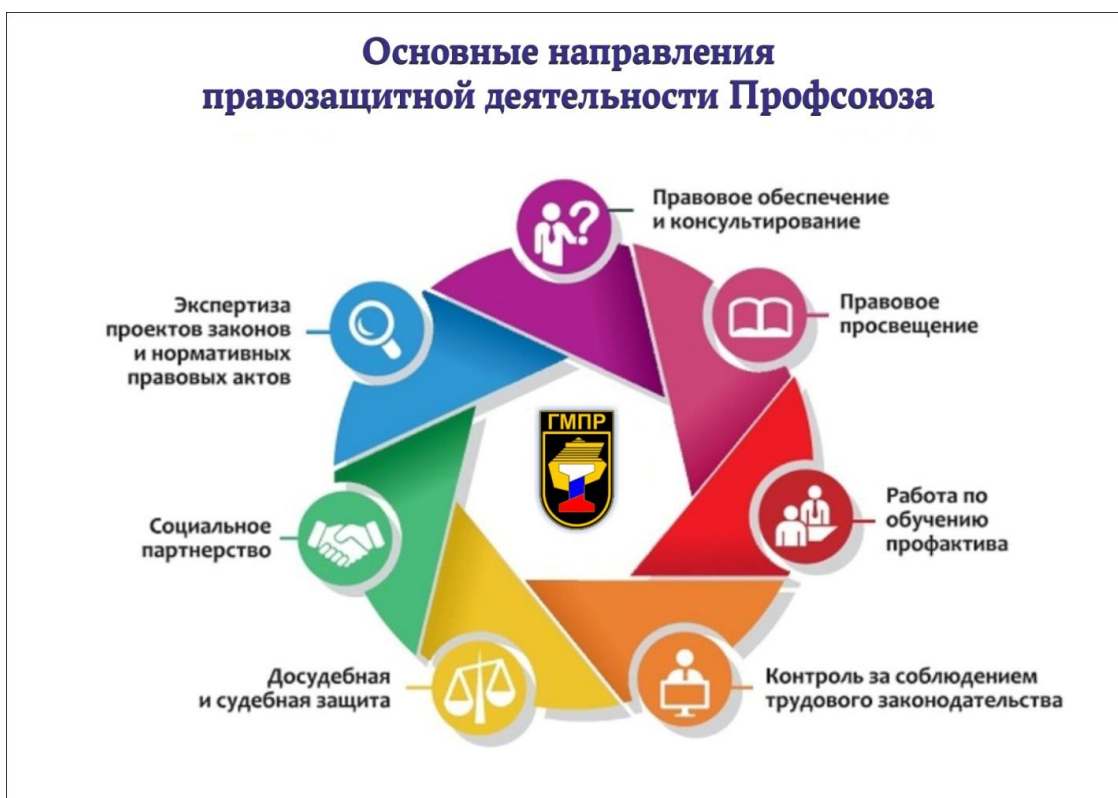 Основные направления
правозащитной деятельности Профсоюза
Правовое обеспечение
и консультирование
Правовое
просвещение
Работа по
обучению
профактива
Контроль за соблюдением
трудового законодательства
Досудебная
и судебная защита
Социальное
партнерство
Экспертиза
проектов законов
и нормативных
правовых актов
ГМПР